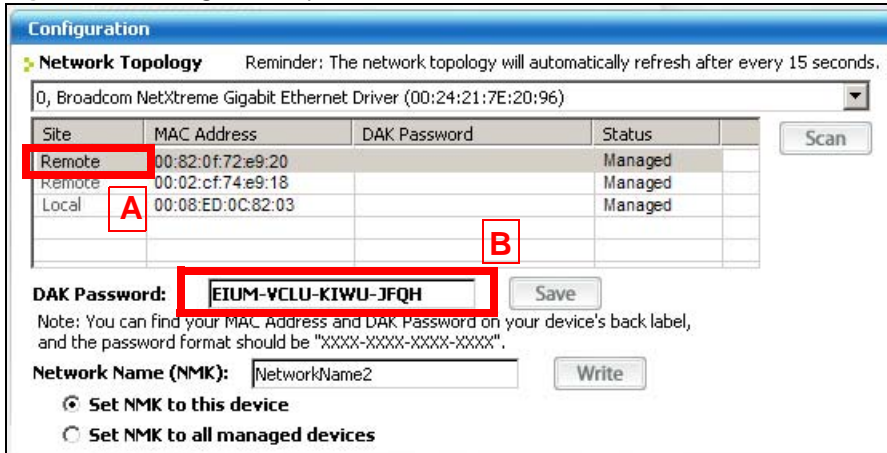 Configuration
Network Topology Reminder: The network topology will automatically refresh after every 15 seconds.
0, Broadcom NetXtreme Gigabit Ethernet Driver (00:24:21:7E:20:96)
Site MAC Address DAK Password Status Scan
Remote 00:82:0f:72:e9:20 Managed
Remote 00:02:cf:74:e9:18 Managed
Local 00:08:ED:0C:82:03 Managed
A
B
DAK Password: EIUM-VCLU-KIWU-JFQH Save
Note: You can find your MAC Address and DAK Password on your device's back label,
and the password format should be "XXXX-XXXX-XXXX-XXXX".
Network Name (NMK): NetworkName2 Write
Set NMK to this device
Set NMK to all managed devices